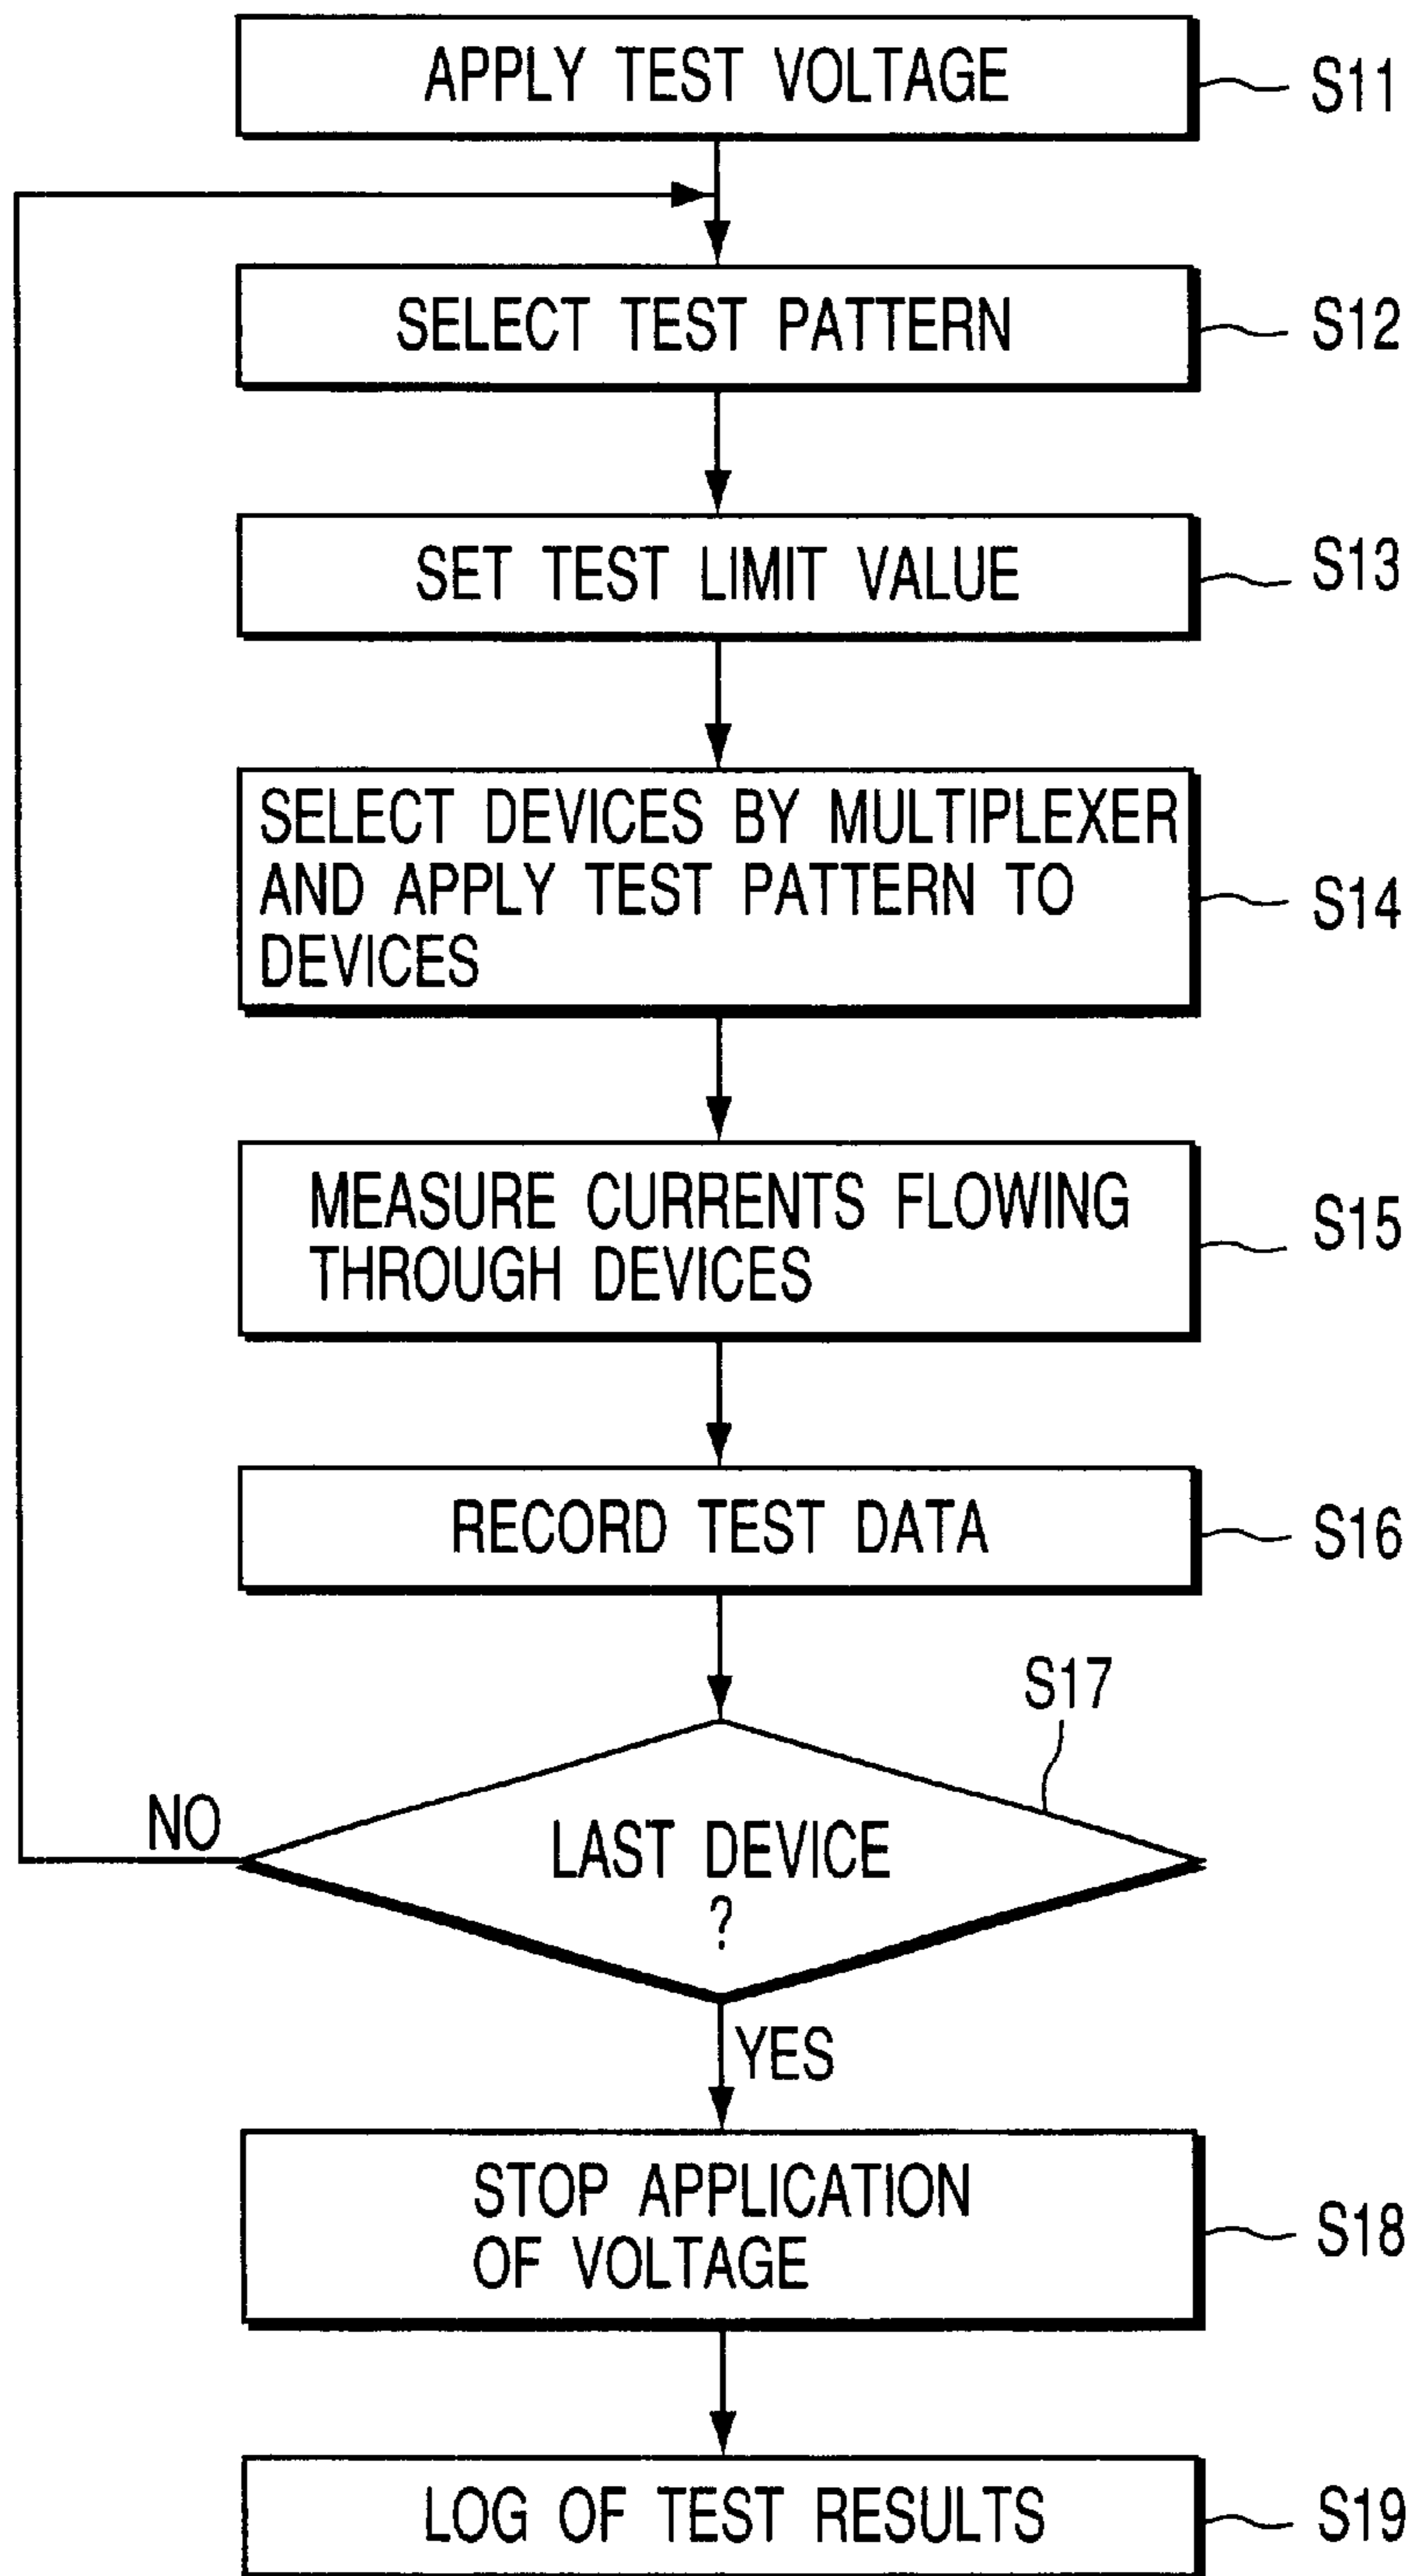 APPLY TEST VOLTAGE
S11
SELECT TEST PATTERN
S12
SET TEST LIMIT VALUE
S13
SELECT DEVICES BY MULTIPLEXER
AND APPLY TEST PATTERN TO
DEVICES
S14
MEASURE CURRENTS FLOWING
THROUGH DEVICES
S15
RECORD TEST DATA
S16
S17
LAST DEVICE
?
NO
YES
STOP APPLICATION
OF VOLTAGE
S18
LOG OF TEST RESULTS
S19